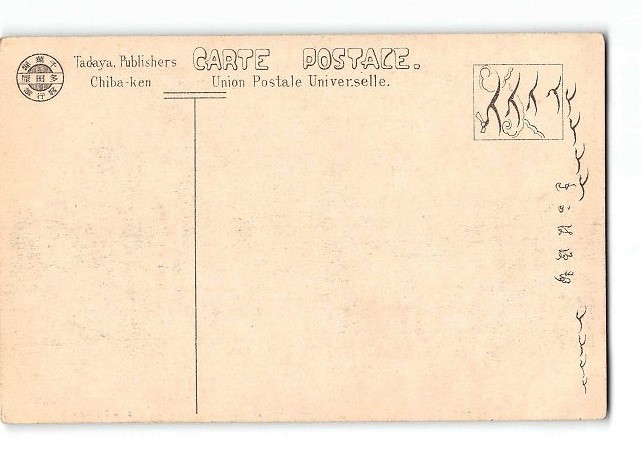 Tadaya, Publishers
Chiba-ken
CARTE POSTALE.
Union Postale Universelle.